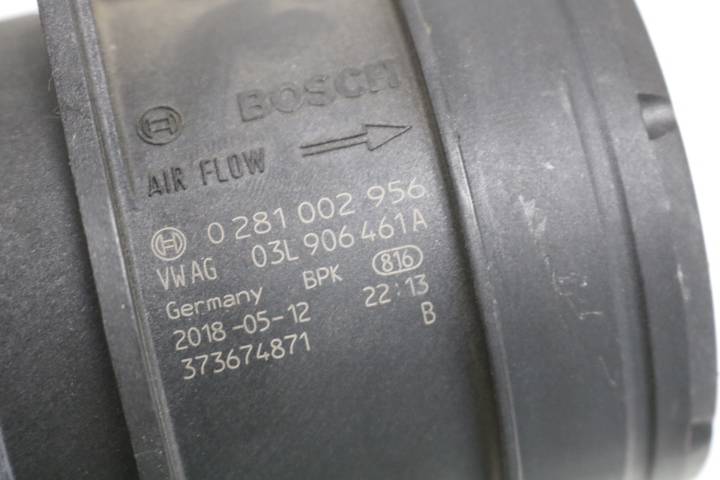 BOSCH
AIR FLOW
0 281 002 956
VW AG 03L 906 461 A
Germany BPK 816
2018-05-12 22:13
373674871 B